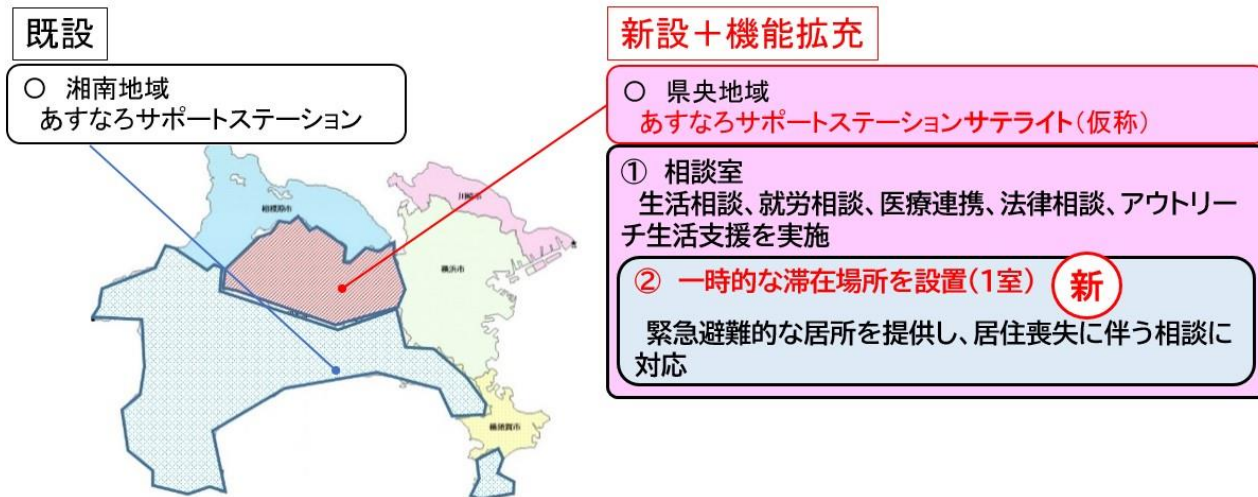 既設
○ 湘南地域
あすなろサポートステーション
新設＋機能拡充
○ 県央地域
あすなろサポートステーションサテライト（仮称）
① 相談室
生活相談、就労相談、医療連携、法律相談、アウトリー
チ生活支援を実施
② 一時的な滞在場所を設置（1室）
新
緊急避難的な居所を提供し、居住喪失に伴う相談に
対応
相模原市
川崎市
横浜市
横須賀市